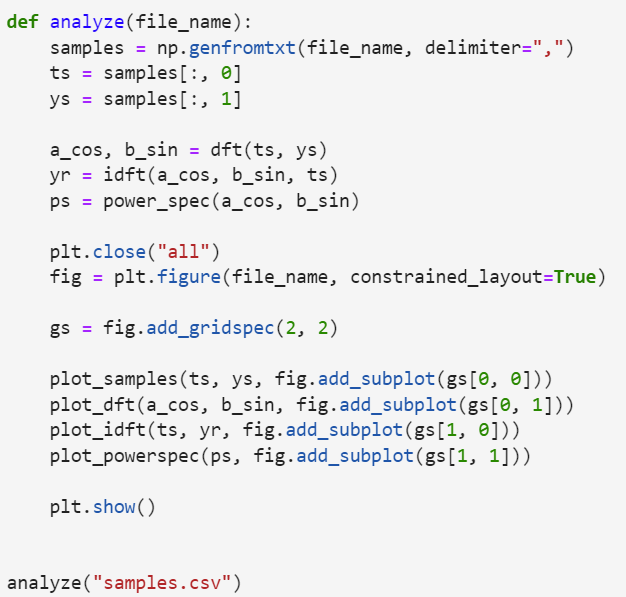 def analyze(file_name):
    samples = np.genfromtxt(file_name, delimiter=",")
    ts = samples[:, 0]
    ys = samples[:, 1]

    a_cos, b_sin = dft(ts, ys)
    yr = idft(a_cos, b_sin, ts)
    ps = power_spec(a_cos, b_sin)

    plt.close("all")
    fig = plt.figure(file_name, constrained_layout=True)

    gs = fig.add_gridspec(2, 2)

    plot_samples(ts, ys, fig.add_subplot(gs[0, 0]))
    plot_dft(a_cos, b_sin, fig.add_subplot(gs[0, 1]))
    plot_idft(ts, yr, fig.add_subplot(gs[1, 0]))
    plot_powerspec(ps, fig.add_subplot(gs[1, 1]))

    plt.show()


analyze("samples.csv")